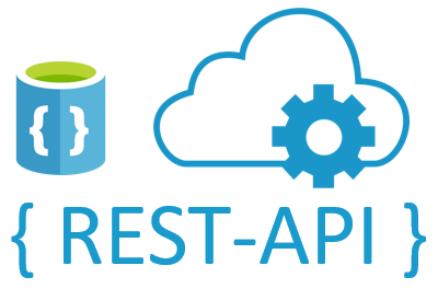 { }
{ REST-API }